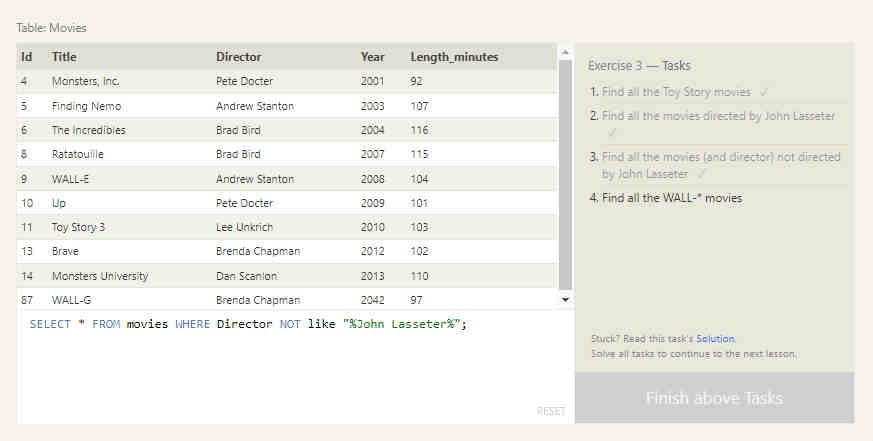 Table: Movies
Id Title Director Year Length_minutes
4 Monsters, Inc. Pete Docter 2001 92
5 Finding Nemo Andrew Stanton 2003 107
6 The Incredibles Brad Bird 2004 116
8 Ratatouille Brad Bird 2007 115
9 WALL-E Andrew Stanton 2008 104
10 Up Pete Docter 2009 101
11 Toy Story 3 Lee Unkrich 2010 103
13 Brave Brenda Chapman 2012 102
14 Monsters University Dan Scanlon 2013 110
87 WALL-G Brenda Chapman 2042 97
SELECT * FROM movies WHERE Director NOT like "%John Lasseter%";
RESET
Exercise 3 — Tasks
1. Find all the Toy Story movies ✓
2. Find all the movies directed by John Lasseter
✓
3. Find all the movies (and director) not directed
by John Lasseter ✓
4. Find all the WALL-* movies
Stuck? Read this task's Solution.
Solve all tasks to continue to the next lesson.
Finish above Tasks